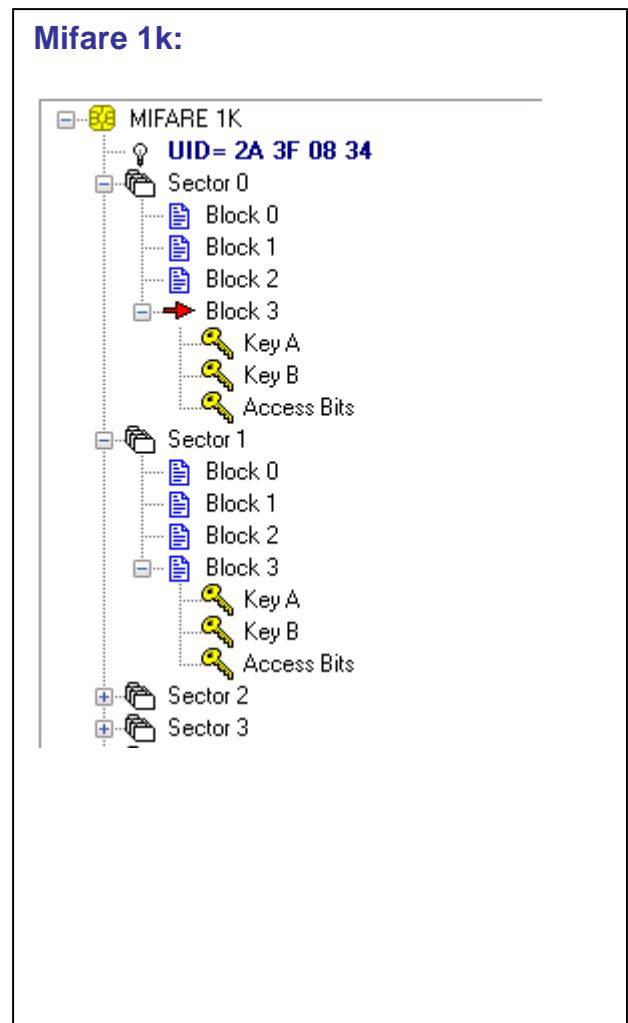 Mifare 1k:
MIFARE 1K
UID= 2A 3F 08 34
Sector 0
Block 0
Block 1
Block 2
Block 3
Key A
Key B
Access Bits
Sector 1
Block 0
Block 1
Block 2
Block 3
Key A
Key B
Access Bits
Sector 2
Sector 3